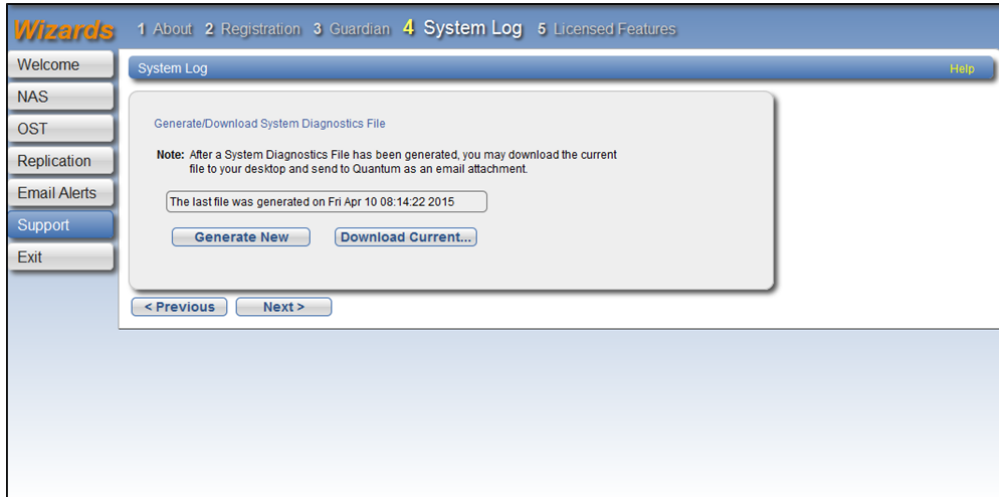 Wizards 1 About 2 Registration 3 Guardian 4 System Log 5 Licensed Features
Welcome
NAS
OST
Replication
Email Alerts
Support
Exit
System Log Help
Generate/Download System Diagnostics File
Note: After a System Diagnostics File has been generated, you may download the current
file to your desktop and send to Quantum as an email attachment.
The last file was generated on Fri Apr 10 08:14:22 2015
Generate New Download Current...
< Previous Next >